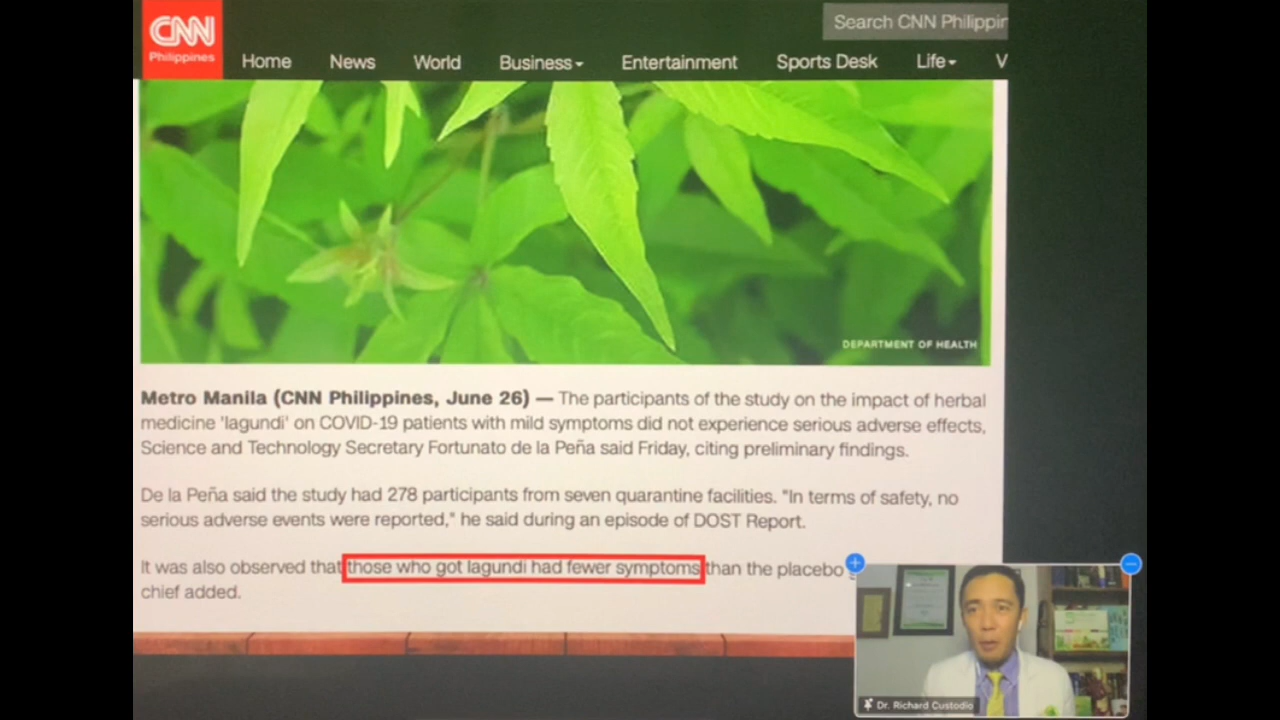 CNN
Philippines
Search CNN Philippin
Home News World Business Entertainment Sports Desk Life V
DEPARTMENT OF HEALTH
Metro Manila (CNN Philippines, June 26) — The participants of the study on the impact of herbal
medicine 'lagundi' on COVID-19 patients with mild symptoms did not experience serious adverse effects,
Science and Technology Secretary Fortunato de la Peña said Friday, citing preliminary findings.
De la Peña said the study had 278 participants from seven quarantine facilities. "In terms of safety, no
serious adverse events were reported," he said during an episode of DOST Report.
It was also observed that those who got lagundi had fewer symptoms than the placebo
chief added.
Dr. Richard Custodio